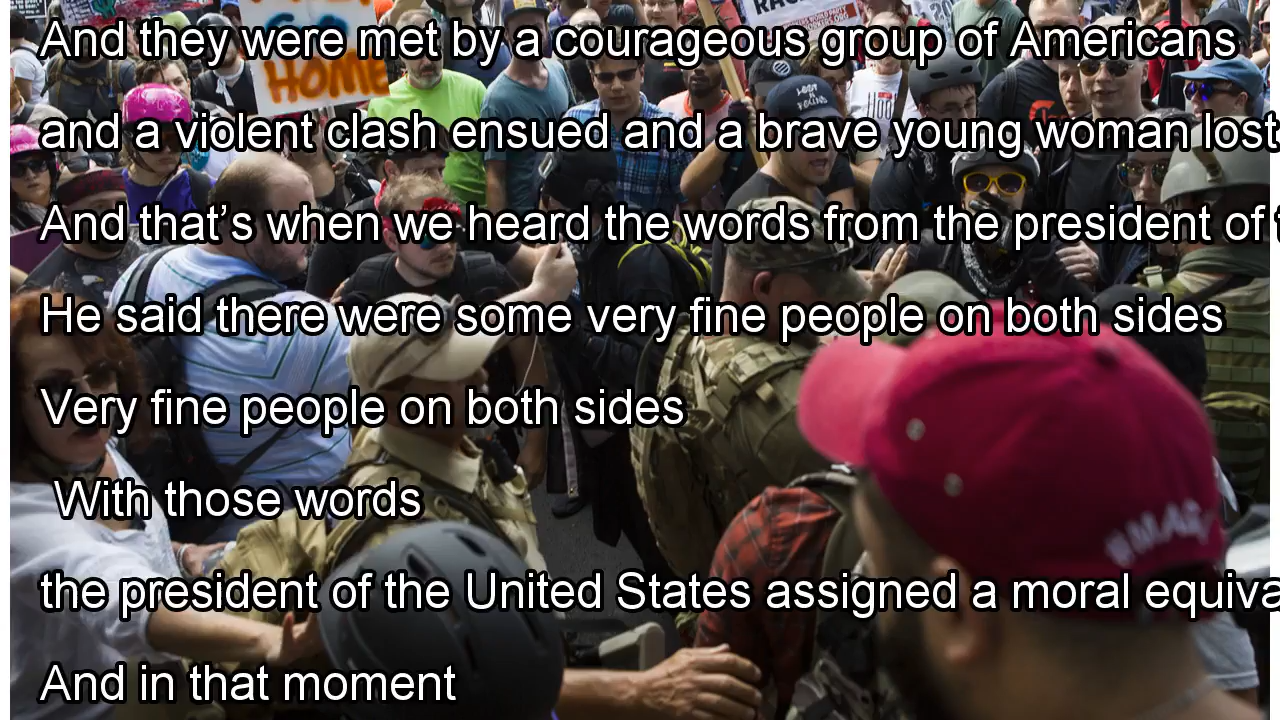 HOME
And they were met by a courageous group of Americans
and a violent clash ensued and a brave young woman lost
And that’s when we heard the words from the president of
He said there were some very fine people on both sides
Very fine people on both sides
With those words
the president of the United States assigned a moral equiva
And in that moment